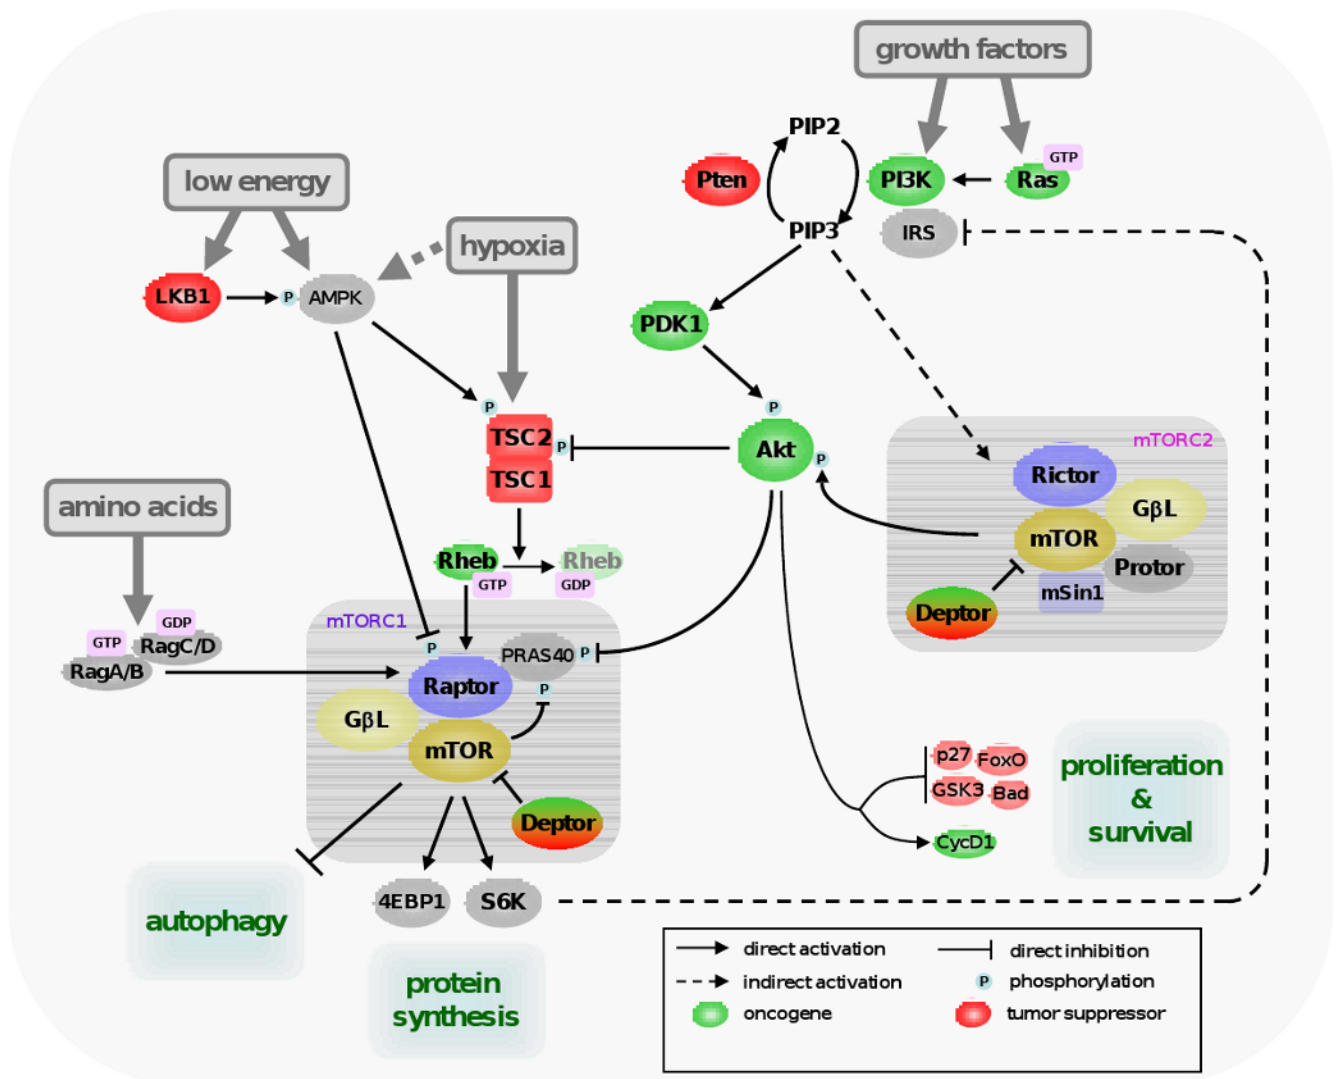 growth factors
PIP2
GTP
Pten
PI3K
Ras
low energy
PIP3
IRS
hypoxia
LKB1
P
AMPK
PDK1
P
P
TSC2
P
Akt
P
mTORC2
TSC1
Rictor
amino acids
GβL
mTOR
Rheb
Rheb
Protor
GTP
GDP
mSin1
Deptor
mTORC1
GDP
GTP
RagC/D
P
PRAS40
P
RagA/B
Raptor
P
GβL
mTOR
p27
FoxO
GSK3
Bad
proliferation
&
survival
Deptor
CycD1
4EBP1
S6K
autophagy
protein
synthesis
direct activation
direct inhibition
indirect activation
P
phosphorylation
oncogene
tumor suppressor